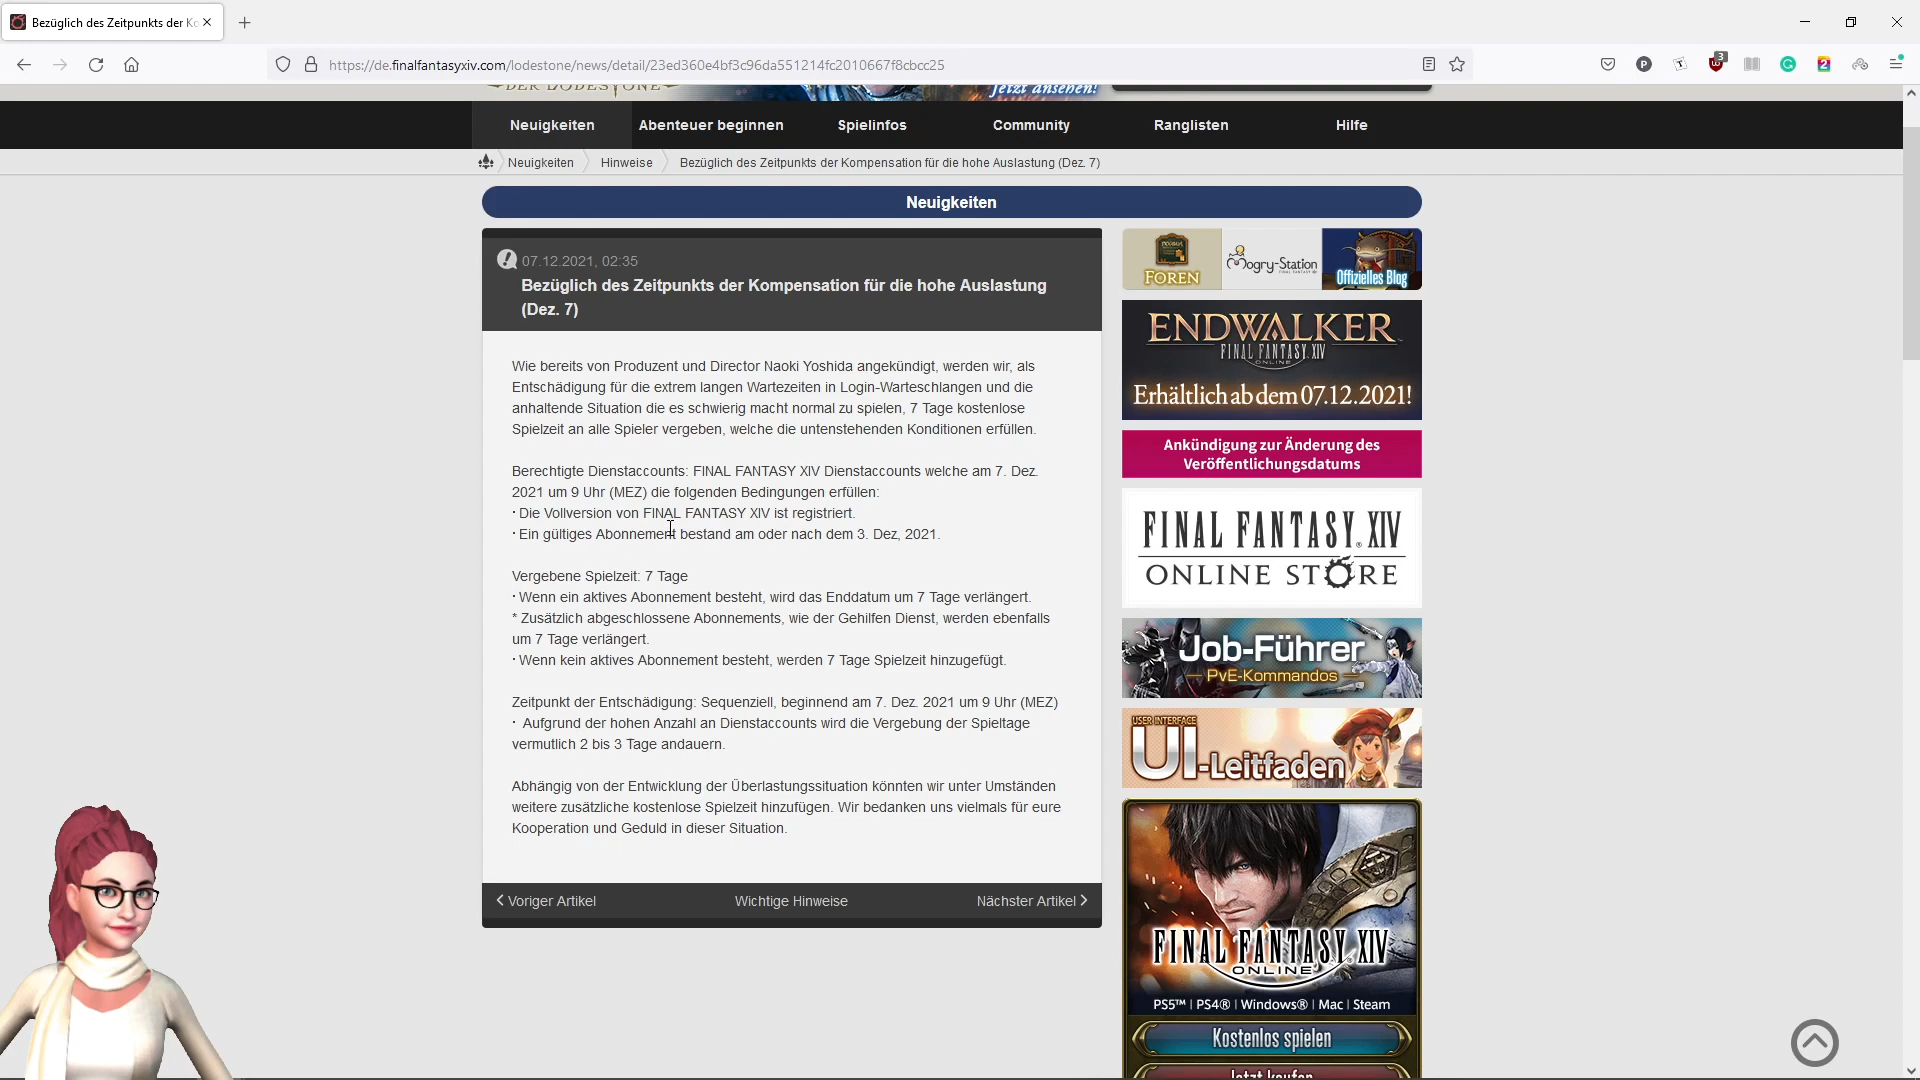 Bezüglich des Zeitpunkts der Ko
https://de.finalfantasyxiv.com/lodestone/news/detail/23ed360e4bf3c96da551214fc2010667f8cbcc25
3
DER LODESTONE
Jetzt ansehen!
Neuigkeiten
Abenteuer beginnen
Spielinfos
Community
Ranglisten
Hilfe
Neuigkeiten
Hinweise
Bezüglich des Zeitpunkts der Kompensation für die hohe Auslastung (Dez. 7)
Neuigkeiten
07.12.2021, 02:35
Bezüglich des Zeitpunkts der Kompensation für die hohe Auslastung
(Dez. 7)
Wie bereits von Produzent und Director Naoki Yoshida angekündigt, werden wir, als
Entschädigung für die extrem langen Wartezeiten in Login-Warteschlangen und die
anhaltende Situation die es schwierig macht normal zu spielen, 7 Tage kostenlose
Spielzeit an alle Spieler vergeben, welche die untenstehenden Konditionen erfüllen.
Berechtigte Dienstaccounts: FINAL FANTASY XIV Dienstaccounts welche am 7. Dez.
2021 um 9 Uhr (MEZ) die folgenden Bedingungen erfüllen:
・Die Vollversion von FINAL FANTASY XIV ist registriert.
・Ein gültiges Abonnement bestand am oder nach dem 3. Dez, 2021.
Vergebene Spielzeit: 7 Tage
・Wenn ein aktives Abonnement besteht, wird das Enddatum um 7 Tage verlängert.
* Zusätzlich abgeschlossene Abonnements, wie der Gehilfen Dienst, werden ebenfalls
um 7 Tage verlängert.
・Wenn kein aktives Abonnement besteht, werden 7 Tage Spielzeit hinzugefügt.
Zeitpunkt der Entschädigung: Sequenziell, beginnend am 7. Dez. 2021 um 9 Uhr (MEZ)
・ Aufgrund der hohen Anzahl an Dienstaccounts wird die Vergebung der Spieltage
vermutlich 2 bis 3 Tage andauern.
Abhängig von der Entwicklung der Überlastungssituation könnten wir unter Umständen
weitere zusätzliche kostenlose Spielzeit hinzufügen. Wir bedanken uns vielmals für eure
Kooperation und Geduld in dieser Situation.
Voriger Artikel
Wichtige Hinweise
Nächster Artikel
FOREN
Mogry-Station
Offizielles Blog
ENDWALKER
FINAL FANTASY XIV
ONLINE
Erhältlich ab dem 07.12.2021!
Ankündigung zur Änderung des
Veröffentlichungsdatums
FINAL FANTASY XIV
ONLINE STORE
Job-Führer
PvE-Kommandos
USER INTERFACE
UI-Leitfaden
FINAL FANTASY XIV
ONLINE
PS5™ | PS4® | Windows® | Mac | Steam
Kostenlos spielen
Jetzt kaufen